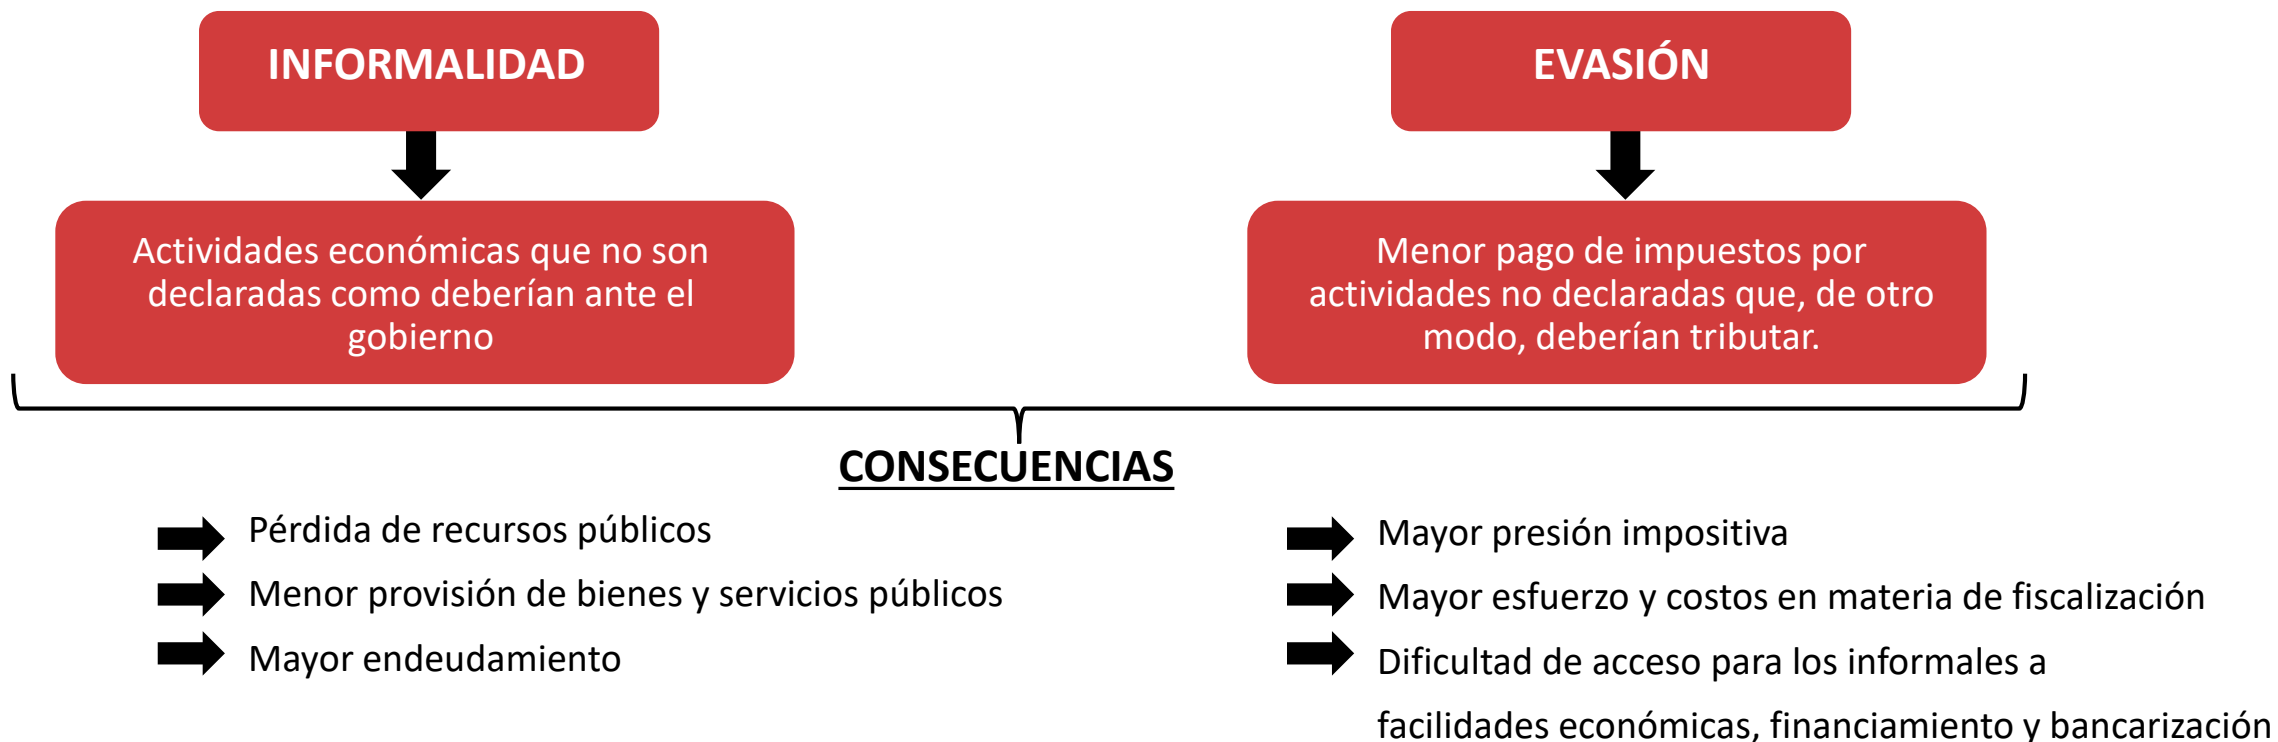 INFORMALIDAD
Actividades económicas que no son
declaradas como deberían ante el
gobierno
EVASIÓN
Menor pago de impuestos por
actividades no declaradas que, de otro
modo, deberían tributar.
CONSECUENCIAS
Pérdida de recursos públicos
Menor provisión de bienes y servicios públicos
Mayor endeudamiento
Mayor presión impositiva
Mayor esfuerzo y costos en materia de fiscalización
Dificultad de acceso para los informales a
facilidades económicas, financiamiento y bancarización